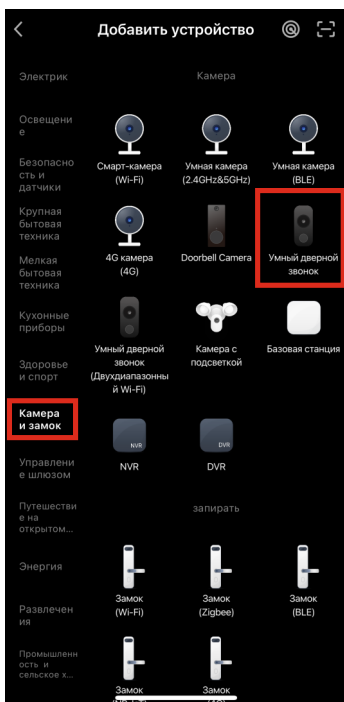 Добавить устройство
Электрик
Освещени
е
Безопасно
сть и
датчики
Крупная
бытовая
техника
Мелкая
бытовая
техника
Кухонные
приборы
Здоровье
и спорт
Камера
и замок
Управлени
е шлюзом
Путешестви
е на
открытом...
Энергия
Развлечен
ия
Промышленн
ость и
сельское х...
Камера
Смарт-камера
(Wi-Fi)
Умная камера
(2.4GHz&5GHz)
Умная камера
(BLE)
4G камера
(4G)
Doorbell Camera
Умный дверной
звонок
Умный дверной
звонок
(Двухдиапазонны
й Wi-Fi)
Камера с
подсветкой
Базовая станция
NVR
NVR
DVR
DVR
запирать
Замок
(Wi-Fi)
Замок
(Zigbee)
Замок
(BLE)
Замок
Замок